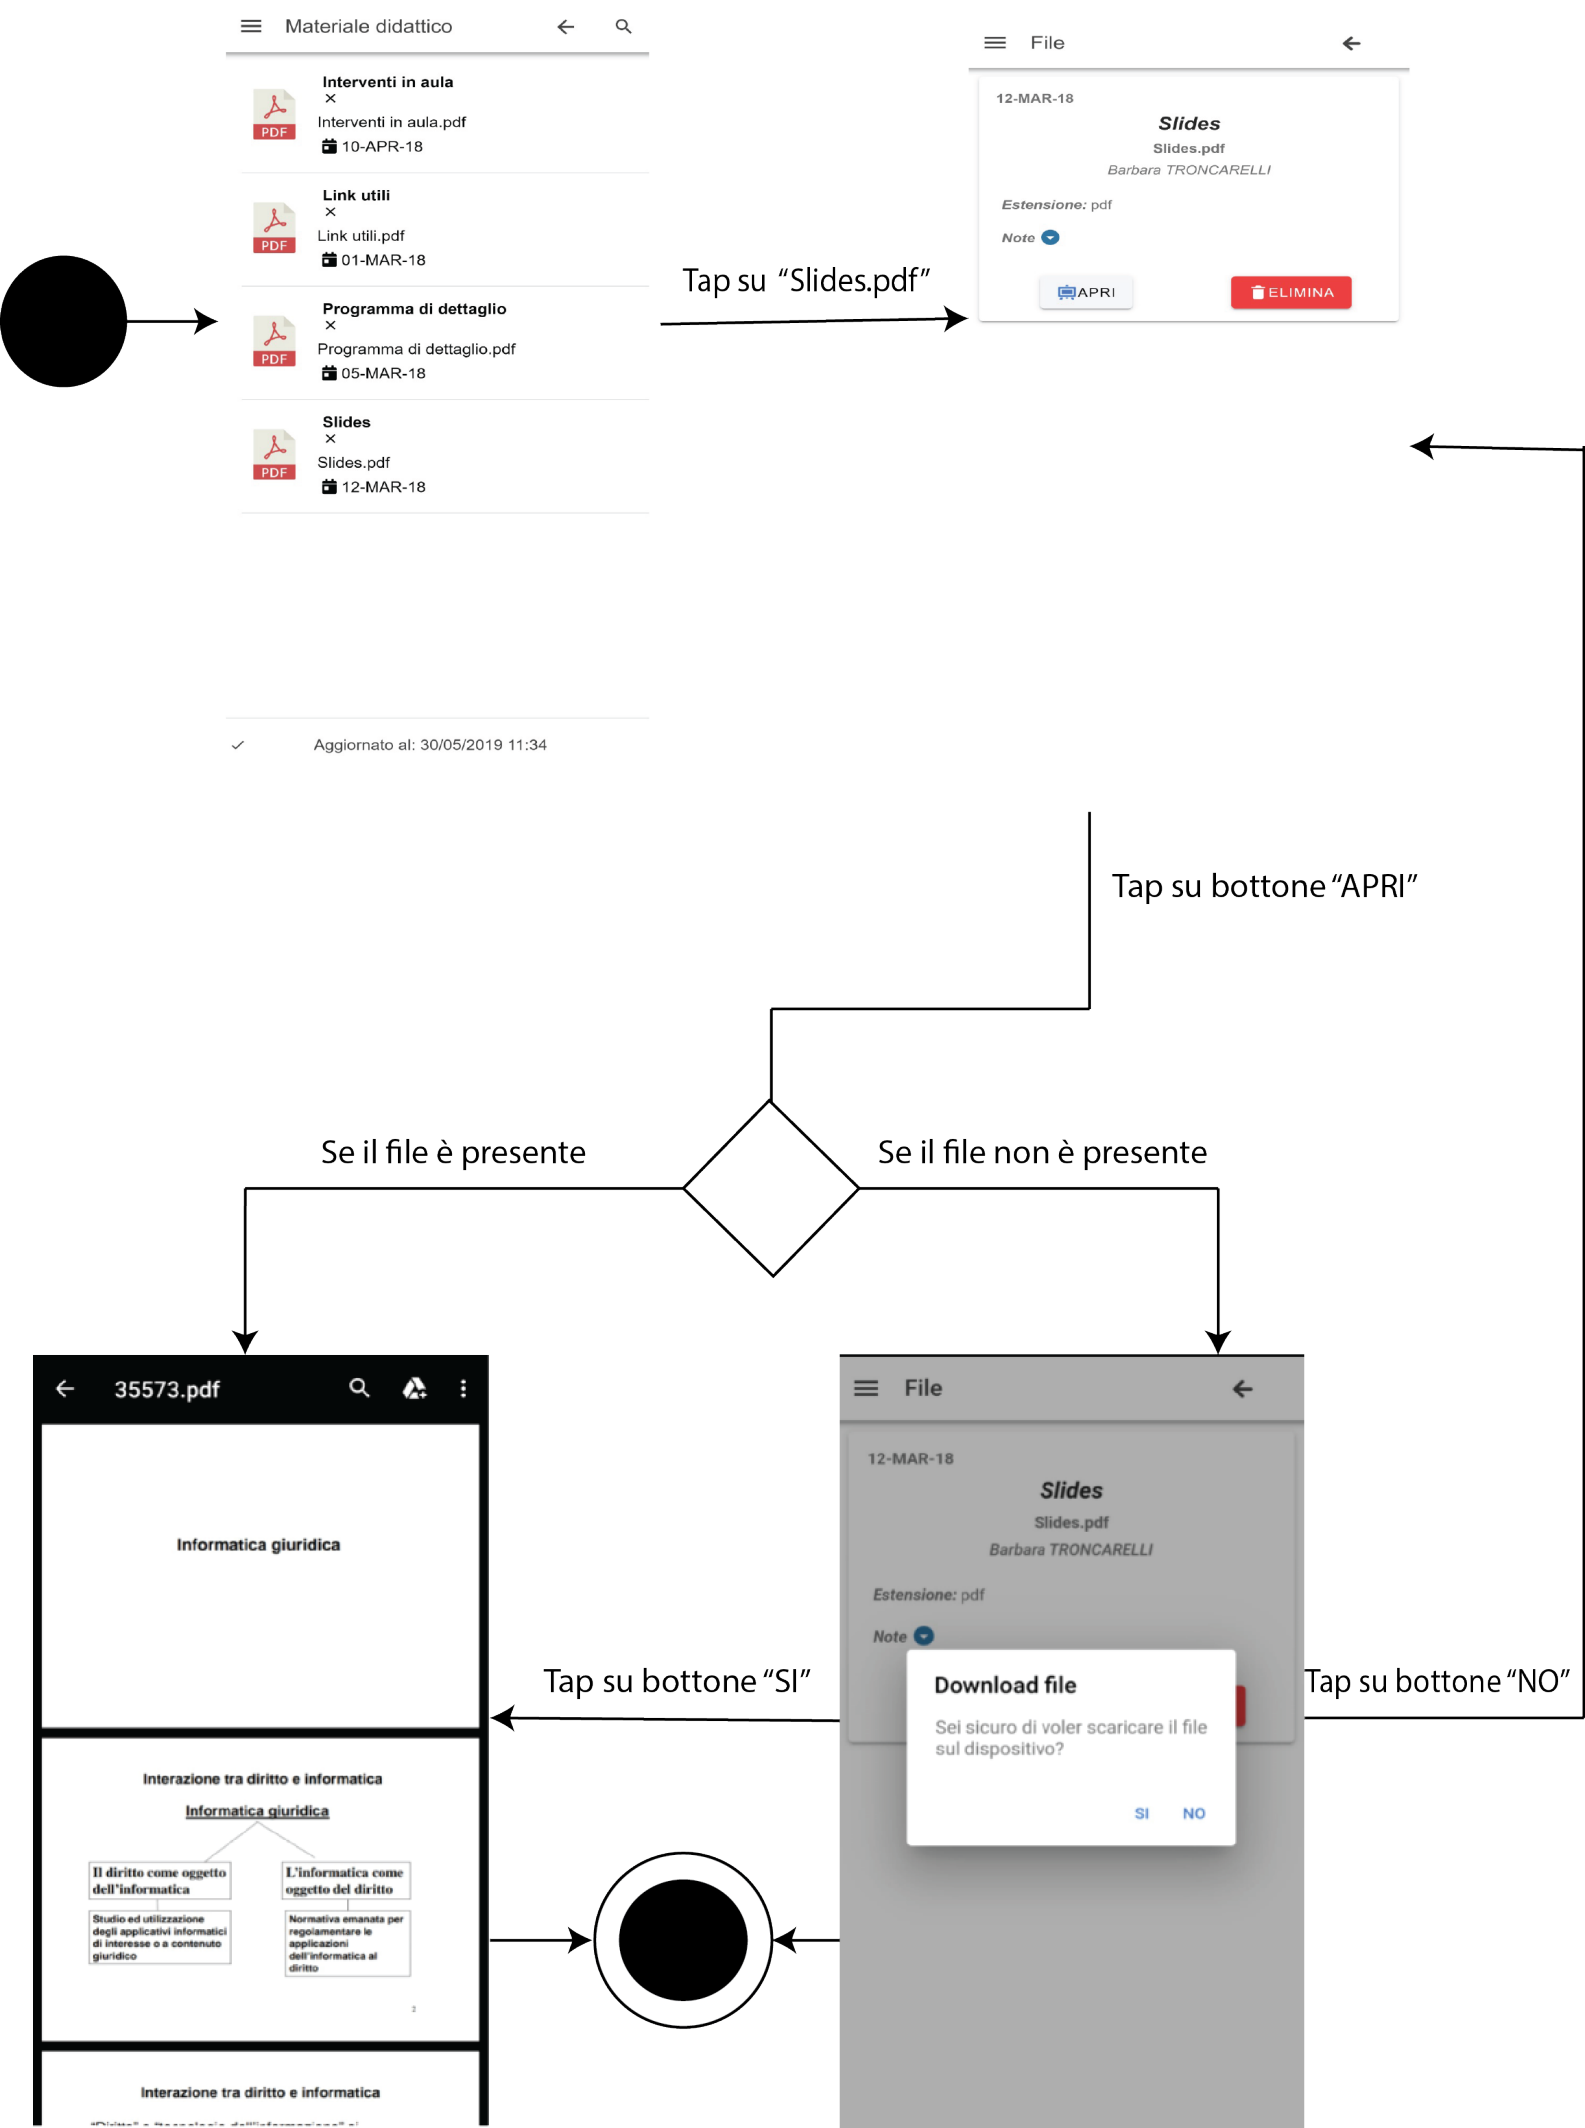 Materiale didattico
Interventi in aula
Interventi in aula.pdf
PDF
10-APR-18
Link utili
Link utili.pdf
PDF
01-MAR-18
Programma di dettaglio
Programma di dettaglio.pdf
PDF
05-MAR-18
Slides
Slides.pdf
PDF
12-MAR-18
Aggiornato al: 30/05/2019 11:34
Tap su “Slides.pdf”
File
12-MAR-18
Slides
Slides.pdf
Barbara TRONCARELLI
Estensione: pdf
Note
APRI
ELIMINA
Tap su bottone “APRI”
Se il file è presente
Se il file non è presente
35573.pdf
Informatica giuridica
Interazione tra diritto e informatica
Informatica giuridica
Il diritto come oggetto
dell'informatica
L'informatica come
oggetto del diritto
Studio ed utilizzazione
degli applicativi informatici
di interesse o a contenuto
giuridico
Normativa emanata per
regolamentare le
applicazioni
dell'informatica al
diritto
2
Interazione tra diritto e informatica
Tap su bottone “SI”
File
12-MAR-18
Slides
Slides.pdf
Barbara TRONCARELLI
Estensione: pdf
Note
Download file
Sei sicuro di voler scaricare il file
sul dispositivo?
SI
NO
Tap su bottone “NO”